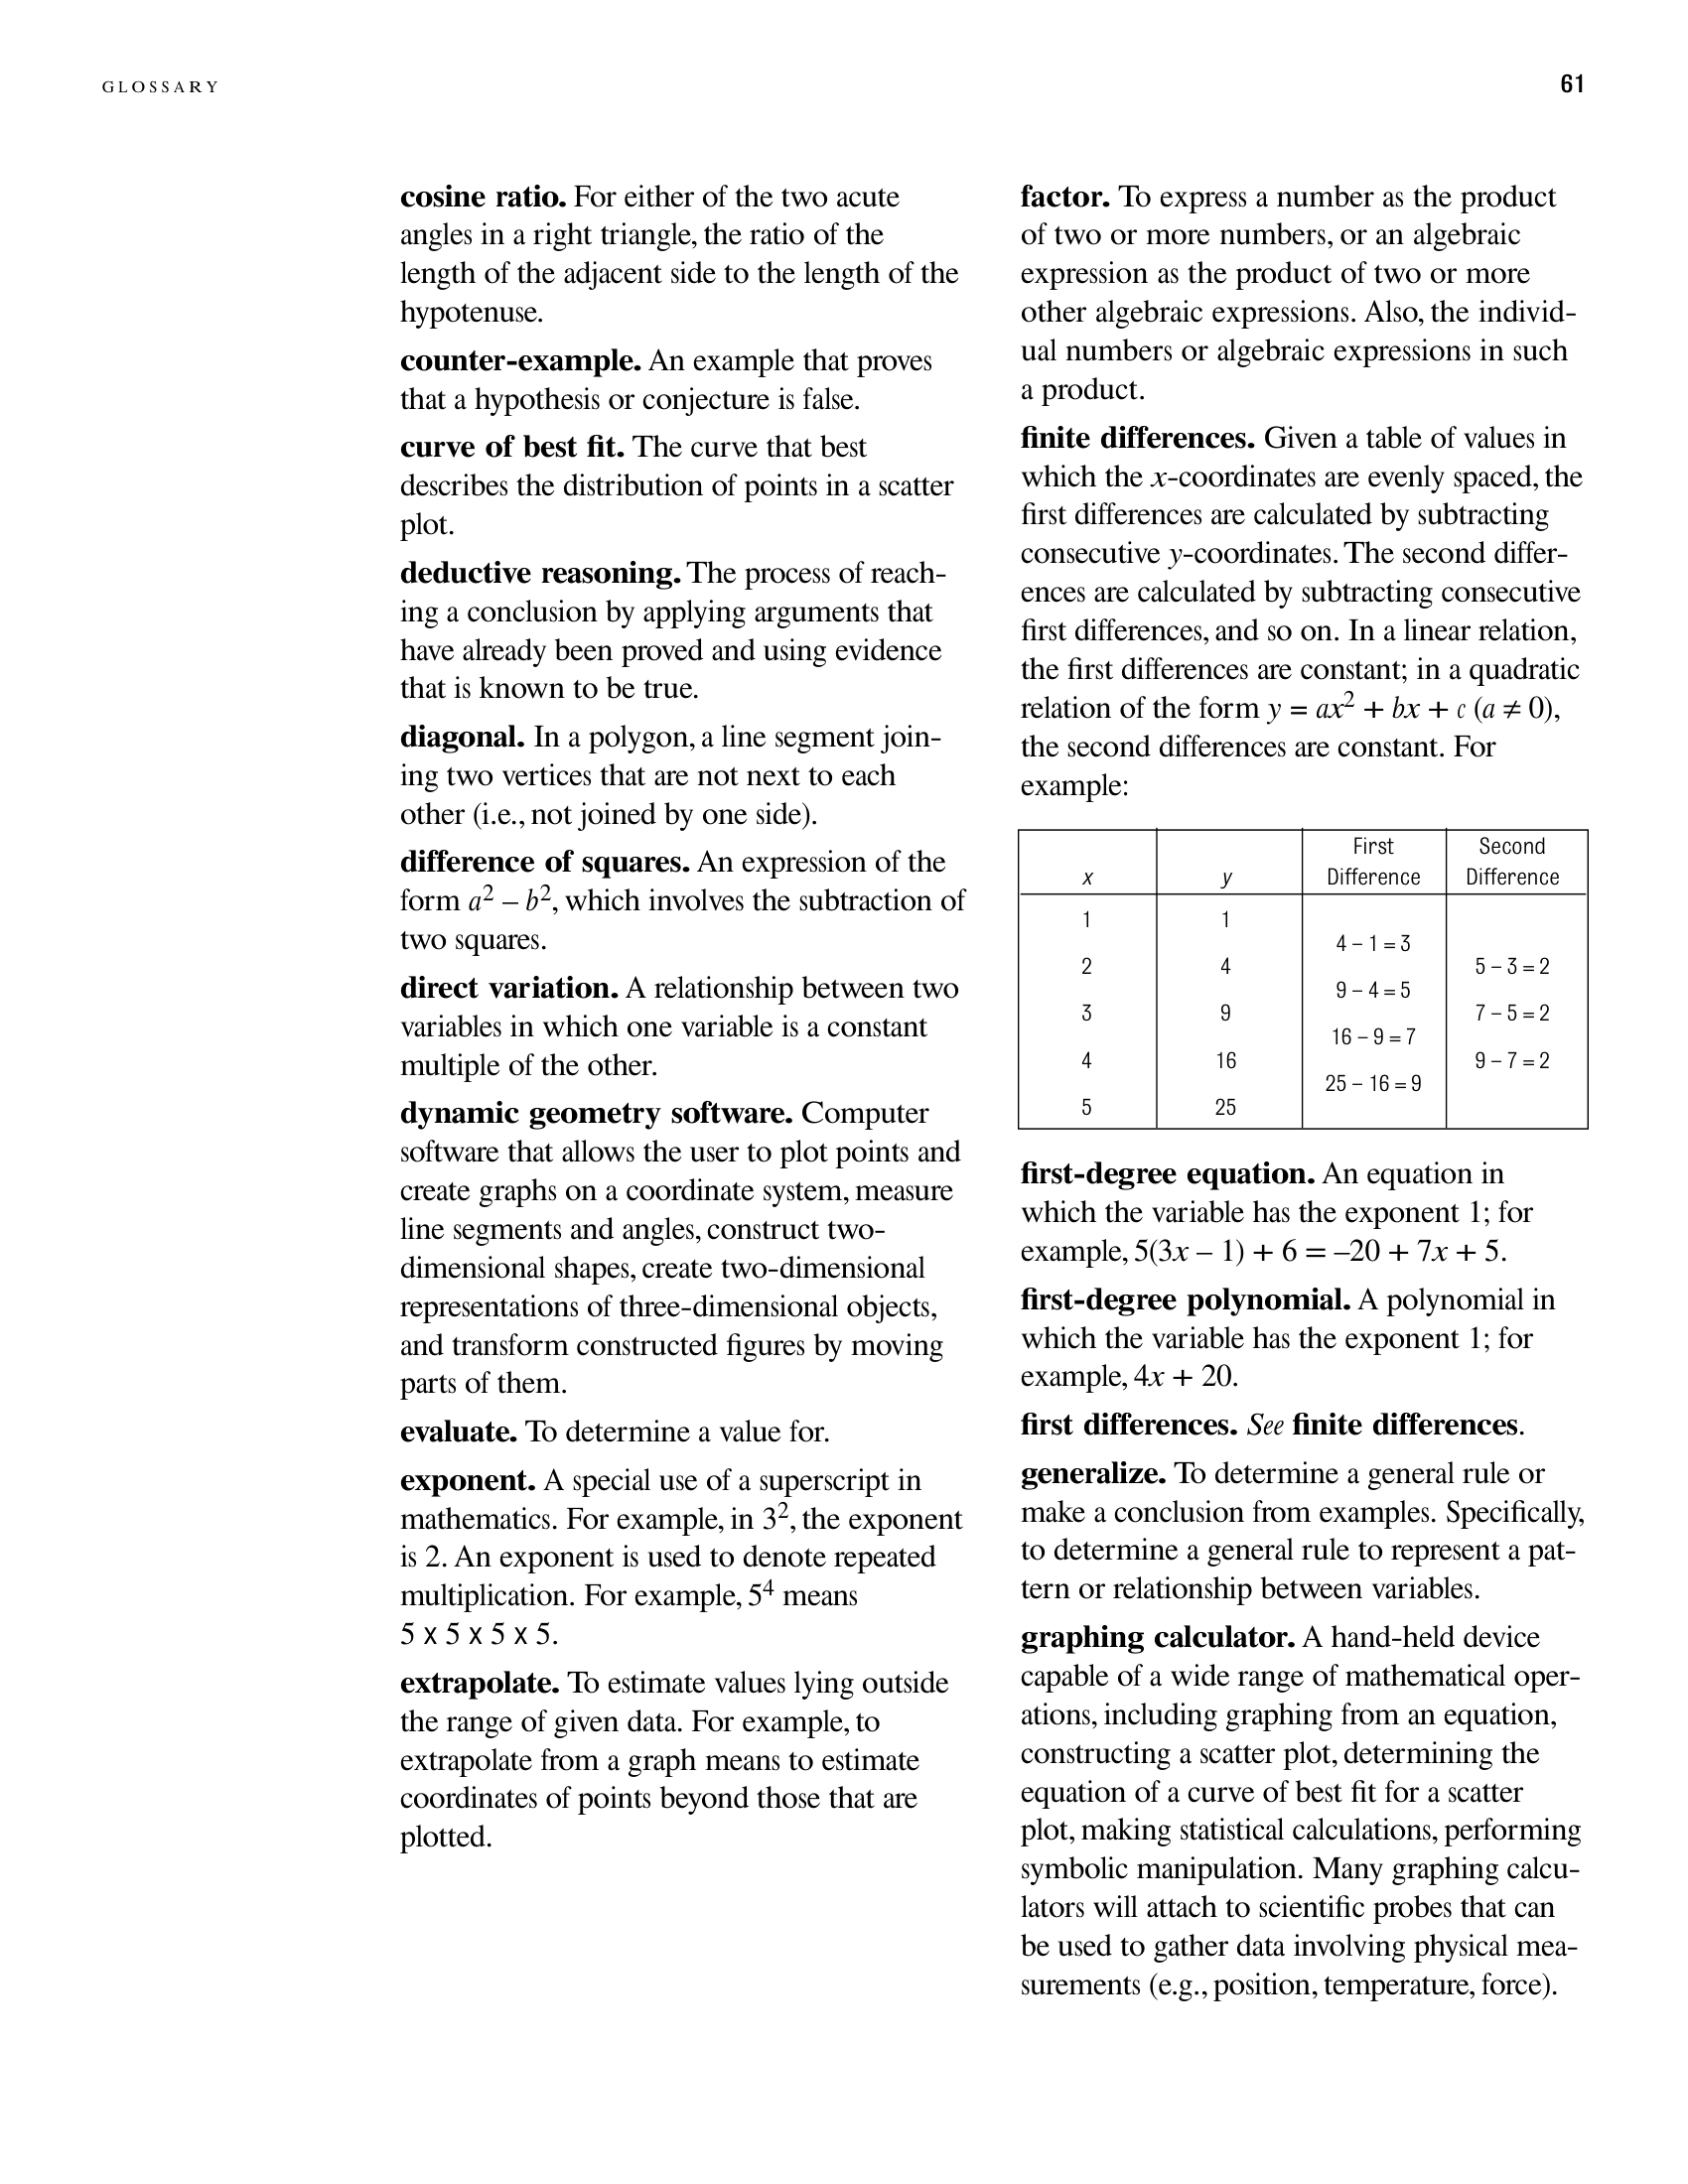 GLOSSARY
61
cosine ratio. For either of the two acute
angles in a right triangle, the ratio of the
length of the adjacent side to the length of the
hypotenuse.
counter-example. An example that proves
that a hypothesis or conjecture is false.
curve of best fit. The curve that best
describes the distribution of points in a scatter
plot.
deductive reasoning. The process of reach-
ing a conclusion by applying arguments that
have already been proved and using evidence
that is known to be true.
diagonal. In a polygon, a line segment join-
ing two vertices that are not next to each
other (i.e., not joined by one side).
difference of squares. An expression of the
form a² – b², which involves the subtraction of
two squares.
direct variation. A relationship between two
variables in which one variable is a constant
multiple of the other.
dynamic geometry software. Computer
software that allows the user to plot points and
create graphs on a coordinate system, measure
line segments and angles, construct two-
dimensional shapes, create two-dimensional
representations of three-dimensional objects,
and transform constructed figures by moving
parts of them.
evaluate. To determine a value for.
exponent. A special use of a superscript in
mathematics. For example, in 3², the exponent
is 2. An exponent is used to denote repeated
multiplication. For example, 5⁴ means
5 x 5 x 5 x 5.
extrapolate. To estimate values lying outside
the range of given data. For example, to
extrapolate from a graph means to estimate
coordinates of points beyond those that are
plotted.
factor. To express a number as the product
of two or more numbers, or an algebraic
expression as the product of two or more
other algebraic expressions. Also, the individ-
ual numbers or algebraic expressions in such
a product.
finite differences. Given a table of values in
which the x-coordinates are evenly spaced, the
first differences are calculated by subtracting
consecutive y-coordinates. The second differ-
ences are calculated by subtracting consecutive
first differences, and so on. In a linear relation,
the first differences are constant; in a quadratic
relation of the form y = ax² + bx + c (a ≠ 0),
the second differences are constant. For
example:
First Second
x y Difference Difference
1 1
4 – 1 = 3
2 4 5 – 3 = 2
9 – 4 = 5
3 9 7 – 5 = 2
16 – 9 = 7
4 16 9 – 7 = 2
25 – 16 = 9
5 25
first-degree equation. An equation in
which the variable has the exponent 1; for
example, 5(3x – 1) + 6 = –20 + 7x + 5.
first-degree polynomial. A polynomial in
which the variable has the exponent 1; for
example, 4x + 20.
first differences. See finite differences.
generalize. To determine a general rule or
make a conclusion from examples. Specifically,
to determine a general rule to represent a pat-
tern or relationship between variables.
graphing calculator. A hand-held device
capable of a wide range of mathematical oper-
ations, including graphing from an equation,
constructing a scatter plot, determining the
equation of a curve of best fit for a scatter
plot, making statistical calculations, performing
symbolic manipulation. Many graphing calcu-
lators will attach to scientific probes that can
be used to gather data involving physical mea-
surements (e.g., position, temperature, force).